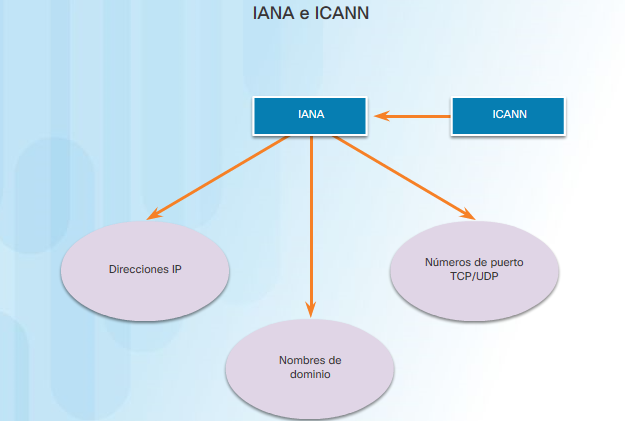 IANA e ICANN
IANA
ICANN
Direcciones IP
Números de puerto
TCP/UDP
Nombres de
dominio